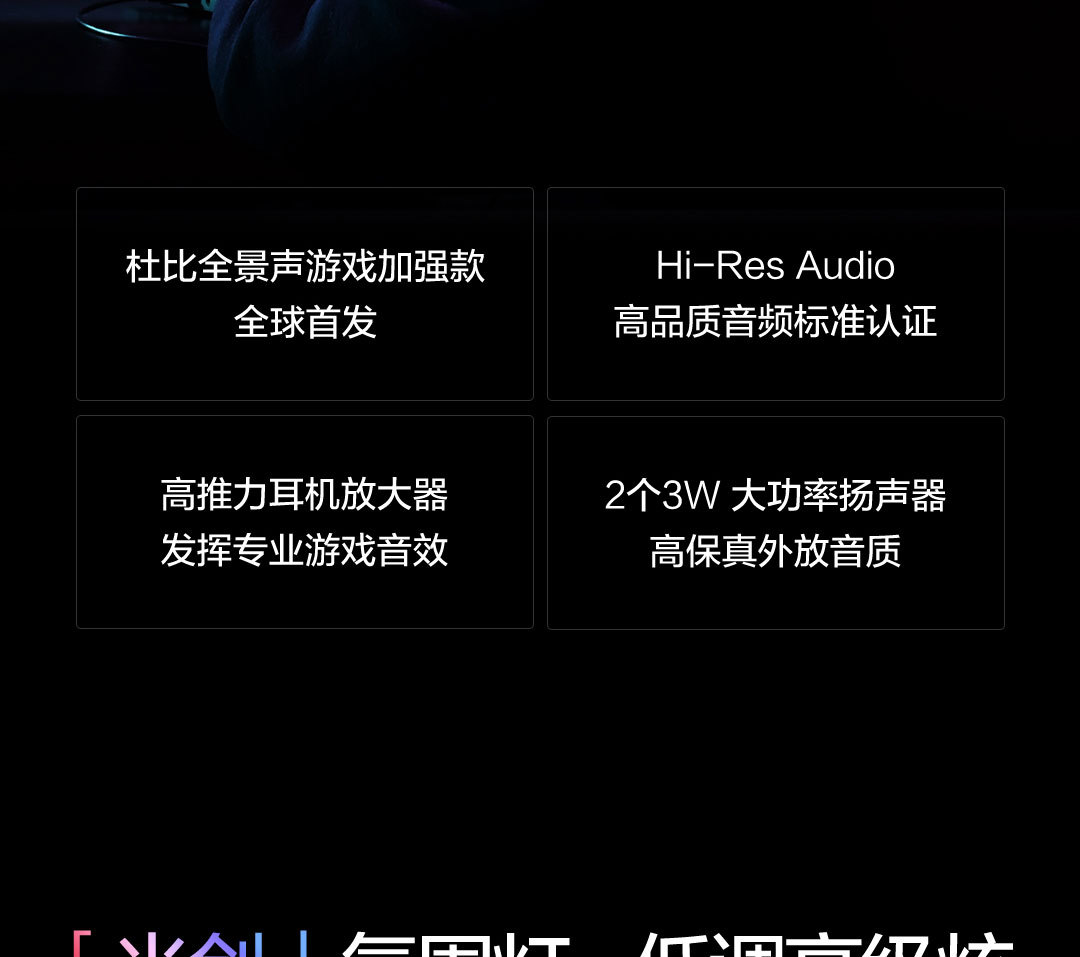 杜比全景声游戏加强款
全球首发
Hi-Res Audio
高品质音频标准认证
高推力耳机放大器
发挥专业游戏音效
2个3W 大功率扬声器
高保真外放音质